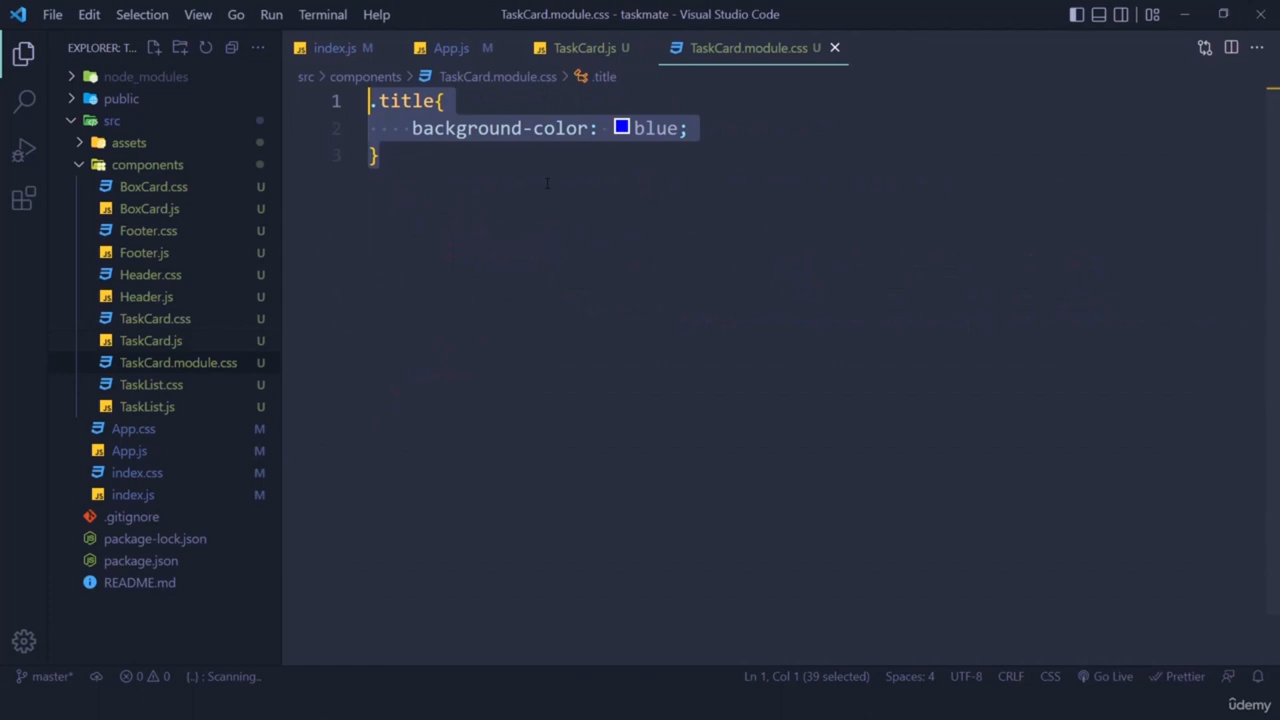 File Edit Selection View Go Run Terminal Help
TaskCard.module.css - taskmate - Visual Studio Code
EXPLORER: T...
index.js M
App.js M
TaskCard.js U
TaskCard.module.css U
src > components > TaskCard.module.css > .title
node_modules
public
src
assets
components
BoxCard.css U
BoxCard.js U
Footer.css U
Footer.js U
Header.css U
Header.js U
TaskCard.css U
TaskCard.js U
TaskCard.module.css U
TaskList.css U
TaskList.js U
App.css M
App.js M
index.css M
index.js M
.gitignore
package-lock.json
package.json
README.md
1 .title{
2 background-color: blue;
3 }
master* 0 0 {..} : Scanning.. Ln 1, Col 1 (39 selected) Spaces: 4 UTF-8 CRLF CSS Go Live Prettier
ûdemy